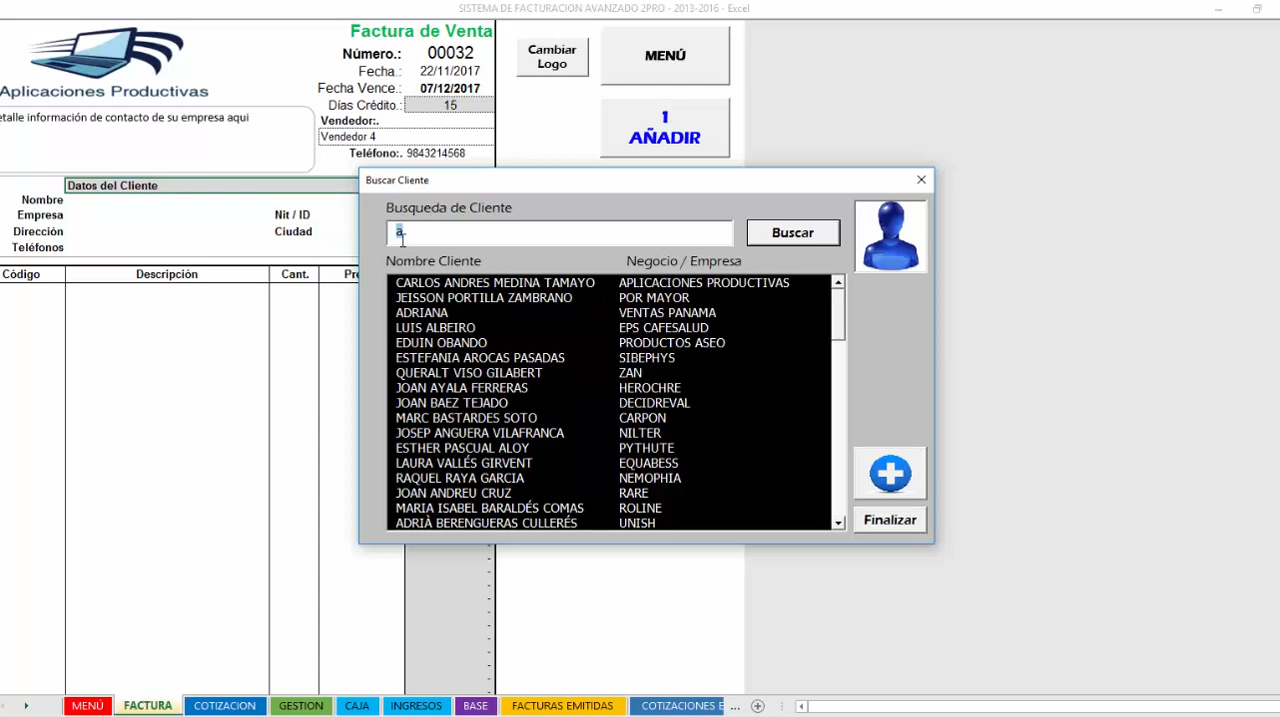 SISTEMA DE FACTURACION AVANZADO 2PRO - 2013-2016 - Excel
Factura de Venta
Número.: 00032
Fecha.: 22/11/2017
Fecha Vence.: 07/12/2017
Días Crédito.: 15
Vendedor:.
Vendedor 4
Teléfono:. 9843214568
Aplicaciones Productivas
etalle información de contacto de su empresa aqui
Cambiar
Logo
MENÚ
1
AÑADIR
Datos del Cliente
Nombre
Empresa Nit / ID
Dirección Ciudad
Teléfonos
Código Descripción Cant. Pre
Buscar Cliente
Busqueda de Cliente
a
Buscar
Nombre Cliente Negocio / Empresa
CARLOS ANDRES MEDINA TAMAYO APLICACIONES PRODUCTIVAS
JEISSON PORTILLA ZAMBRANO POR MAYOR
ADRIANA VENTAS PANAMA
LUIS ALBEIRO EPS CAFESALUD
EDUIN OBANDO PRODUCTOS ASEO
ESTEFANIA AROCAS PASADAS SIBEPHYS
QUERALT VISO GILABERT ZAN
JOAN AYALA FERRERAS HEROCHRE
JOAN BAEZ TEJADO DECIDREVAL
MARC BASTARDES SOTO CARPON
JOSEP ANGUERA VILAFRANCA NILTER
ESTHER PASCUAL ALOY PYTHUTE
LAURA VALLÉS GIRVENT EQUABESS
RAQUEL RAYA GARCIA NEMOPHIA
JOAN ANDREU CRUZ RARE
MARIA ISABEL BARALDÉS COMAS ROLINE
ADRIÀ BERENGUERAS CULLERÉS UNISH
Finalizar
MENÚ FACTURA COTIZACION GESTION CAJA INGRESOS BASE FACTURAS EMITIDAS COTIZACIONES E ...